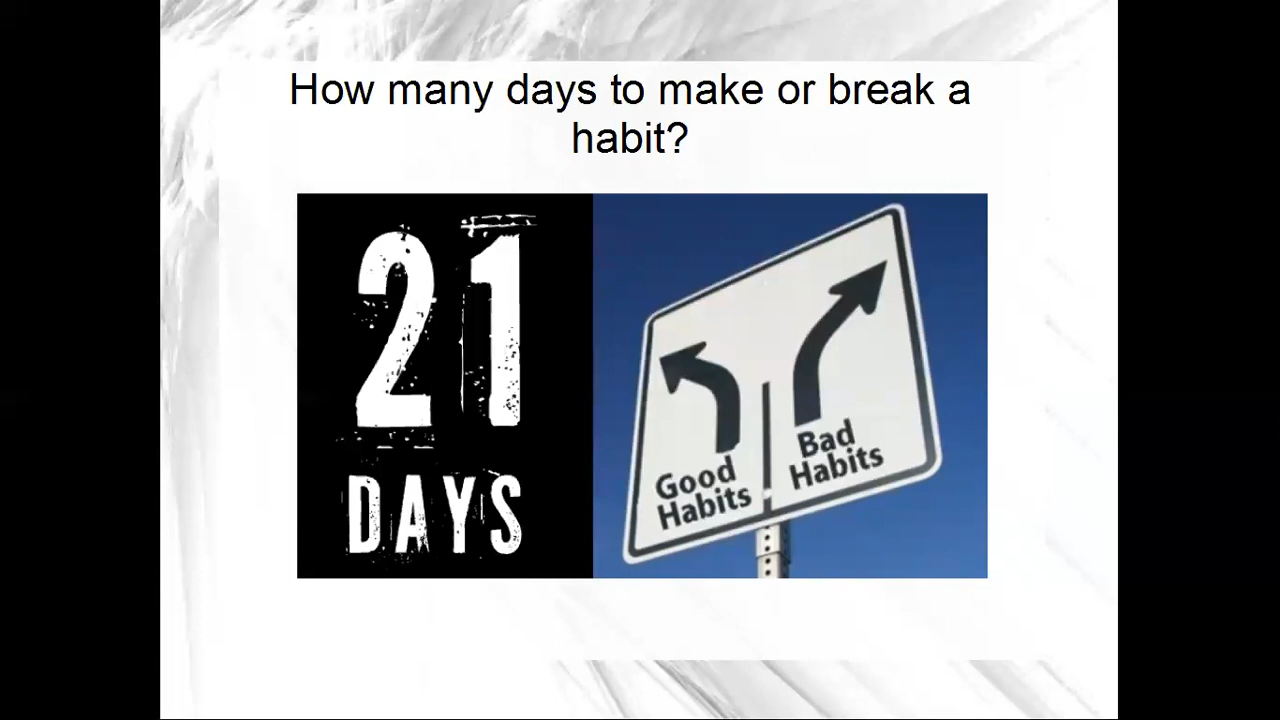 How many days to make or break a
habit?
21
DAYS
Good
Habits
Bad
Habits